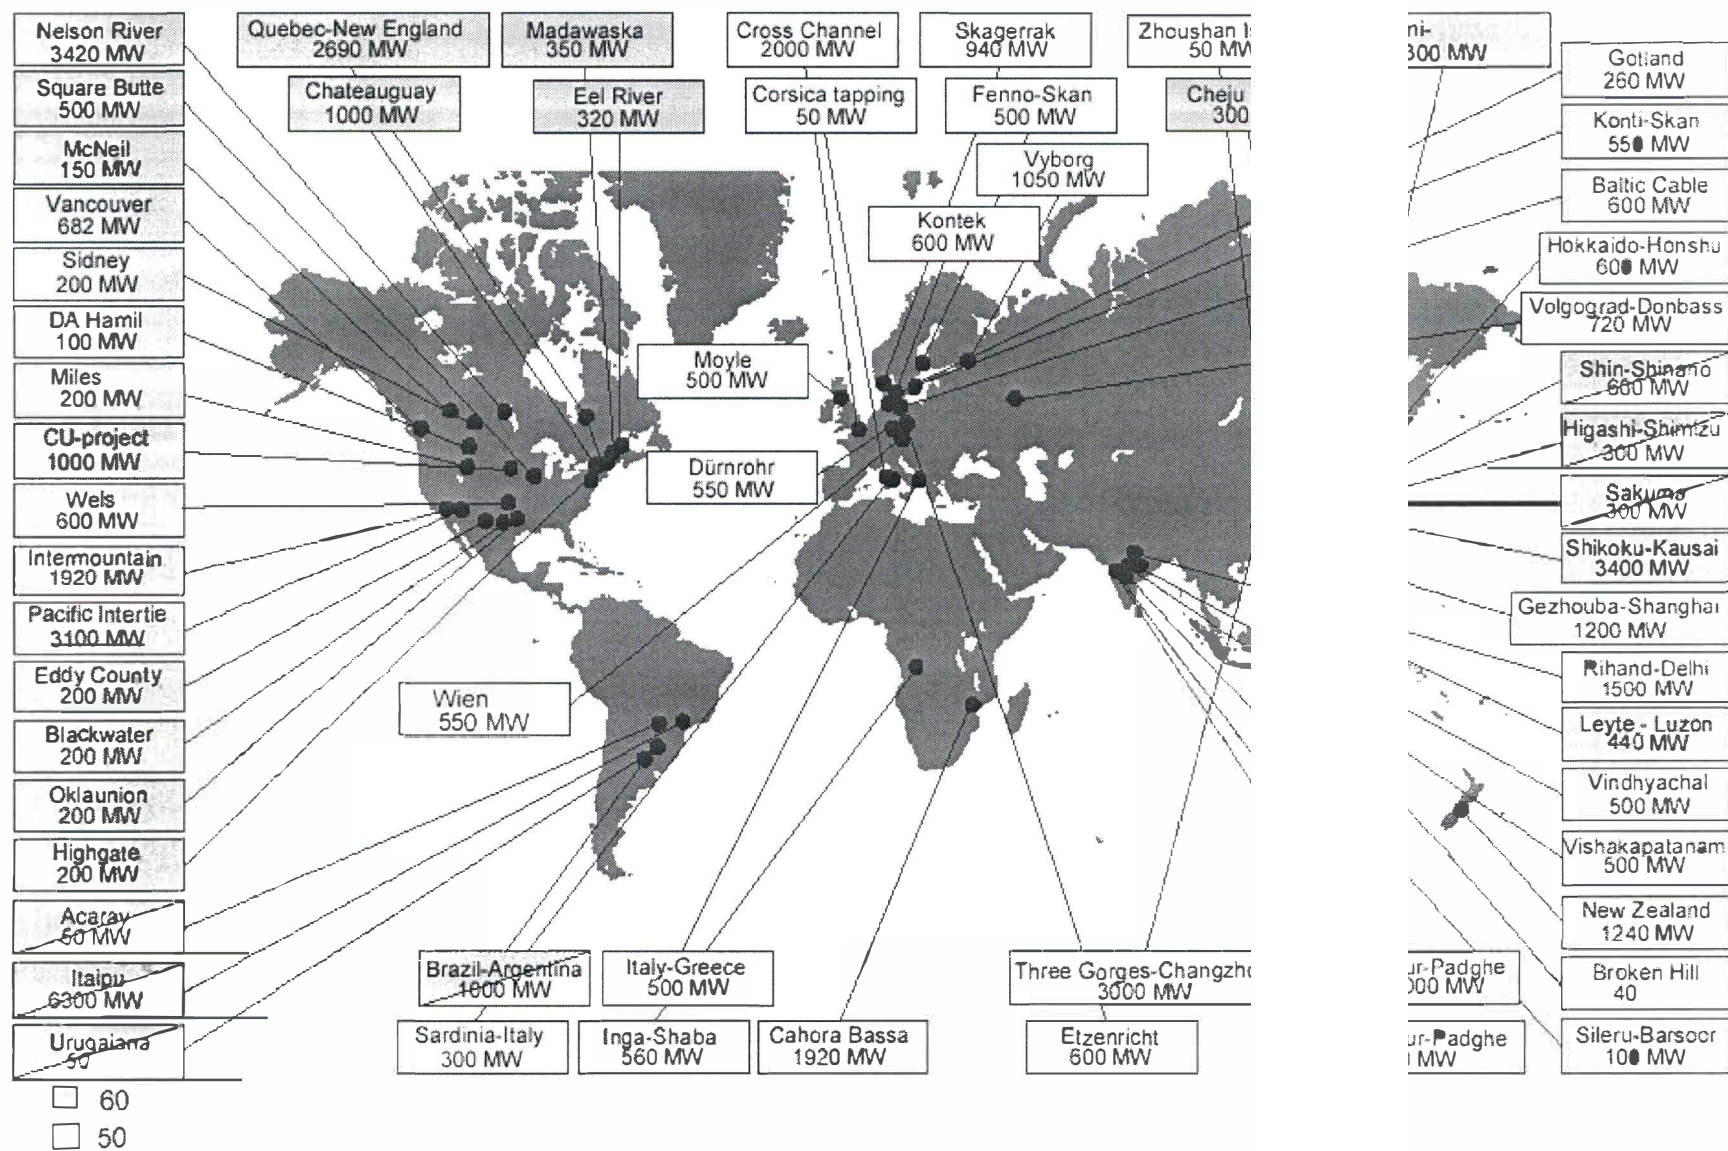 Nelson River
3420 MW
Square Butte
500 MW
McNeil
150 MW
Vancouver
682 MW
Sidney
200 MW
DA Hamil
100 MW
Miles
200 MW
CU-project
1000 MW
Wels
600 MW
Intermountain
1920 MW
Pacific Intertie
3100 MW
Eddy County
200 MW
Blackwater
200 MW
Oklaunion
200 MW
Highgate
200 MW
Acaray
50 MW
Itaipu
6300 MW
Uruqaiana
50
60
50
Quebec-New England
2690 MW
Madawaska
350 MW
Chateauguay
1000 MW
Eel River
320 MW
Cross Channel
2000 MW
Skagerrak
940 MW
Zhoushan
50 MW
Corsica tapping
50 MW
Fenno-Skan
500 MW
Cheju
300
Vyborg
1050 MW
Kontek
600 MW
Moyle
500 MW
Dürnrohr
550 MW
Wien
550 MW
Brazil-Argentina
1000 MW
Italy-Greece
500 MW
Three Gorges-Changzho
3000 MW
Sardinia-Italy
300 MW
Inga-Shaba
560 MW
Cahora Bassa
1920 MW
Etzenricht
600 MW
ni-
300 MW
Gotland
260 MW
Konti-Skan
550 MW
Baltic Cable
600 MW
Hokkaido-Honshu
600 MW
Volgograd-Donbass
720 MW
Shin-Shinano
600 MW
Higashi-Shimizu
300 MW
Sakuma
300 MW
Shikoku-Kausai
3400 MW
Gezhouba-Shanghai
1200 MW
Rihand-Delhi
1500 MW
Leyte - Luzon
440 MW
Vindhyachal
500 MW
Vishakapatanam
500 MW
New Zealand
1240 MW
Broken Hill
40
Sileru-Barsoor
100 MW
ur-Padghe
000 MW
ur-Padghe
MW